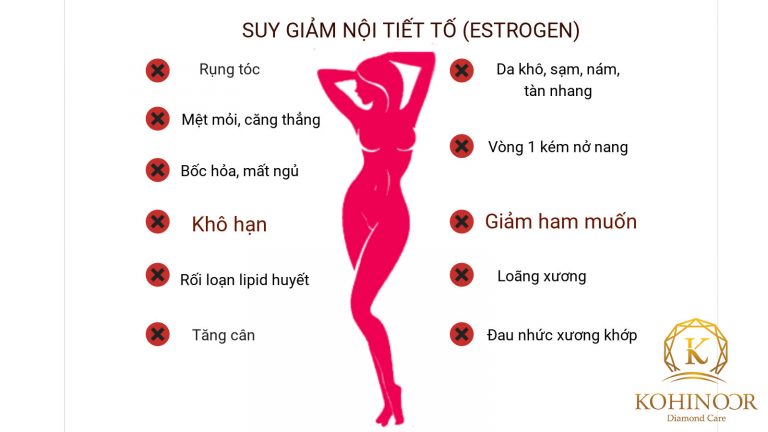 SUY GIẢM NỘI TIẾT TỐ (ESTROGEN)
Rụng tóc
Mệt mỏi, căng thẳng
Bốc hỏa, mất ngủ
Khô hạn
Rối loạn lipid huyết
Tăng cân
Da khô, sạm, nám,
tàn nhang
Vòng 1 kém nở nang
Giảm ham muốn
Loãng xương
Đau nhức xương khớp
K
KOHINOOR
Diamond Care